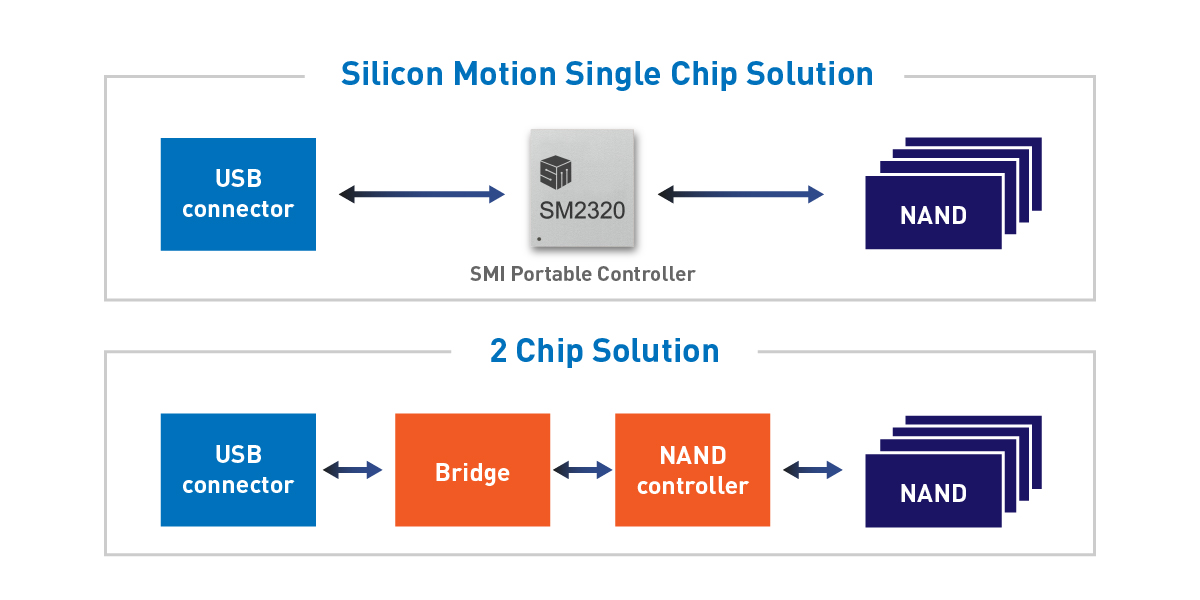 Silicon Motion Single Chip Solution
USB
connector
SM
SM2320
SMI Portable Controller
NAND
2 Chip Solution
USB
connector
Bridge
NAND
controller
NAND